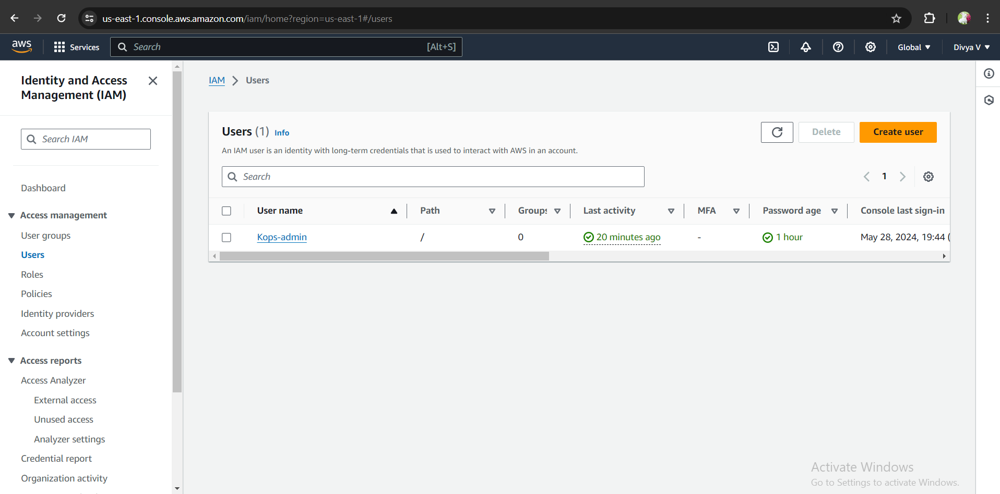 us-east-1.console.aws.amazon.com/iam/home?region=us-east-1#/users
aws Services Search [Alt+S] Global Divya V
Identity and Access
Management (IAM)
Search IAM
Dashboard
Access management
User groups
Users
Roles
Policies
Identity providers
Account settings
Access reports
Access Analyzer
External access
Unused access
Analyzer settings
Credential report
Organization activity
IAM > Users
Users (1) Info
Delete Create user
An IAM user is an identity with long-term credentials that is used to interact with AWS in an account.
Search
1
User name Path Groups Last activity MFA Password age Console last sign-in
Kops-admin / 0 20 minutes ago - 1 hour May 28, 2024, 19:44 (
Activate Windows
Go to Settings to activate Windows.